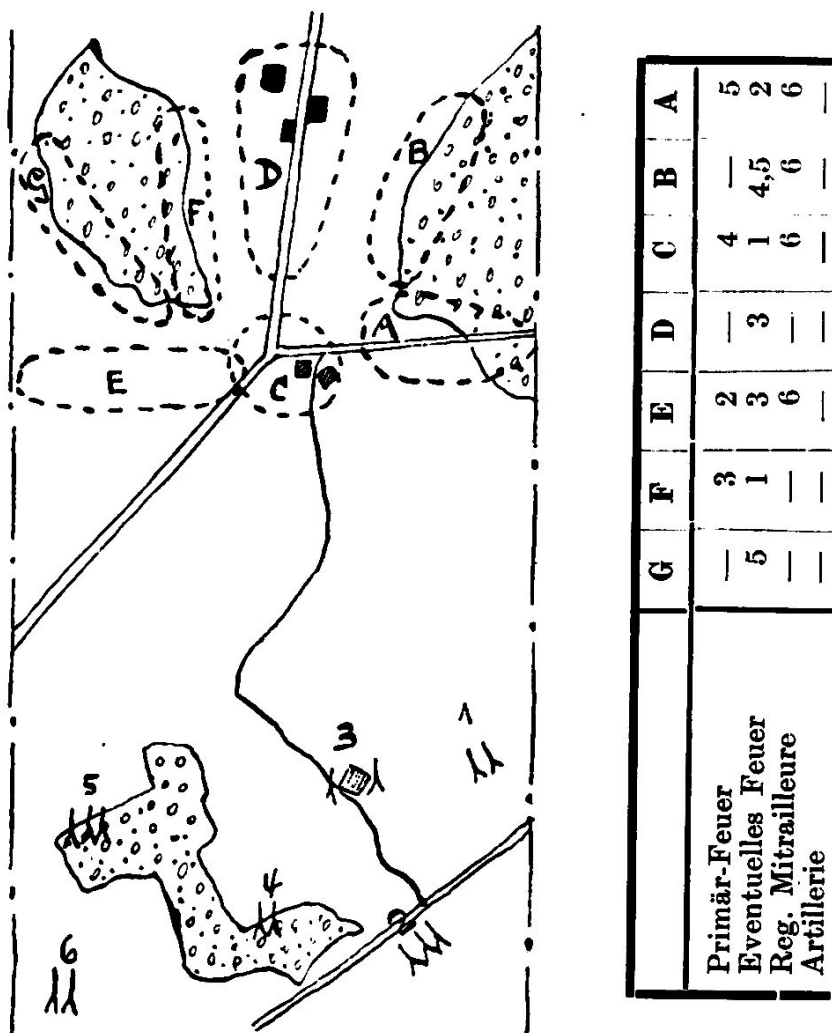 G
F
D
B
E
C
A
1
3
5
4
6
G F E D C B A
Primär-Feuer — 3 2 — 4 — 5
Eventuelles Feuer 5 1 3 3 1 4,5 2
Reg. Mitrailleure — — 6 — 6 6 6
Artillerie — — — — — — —